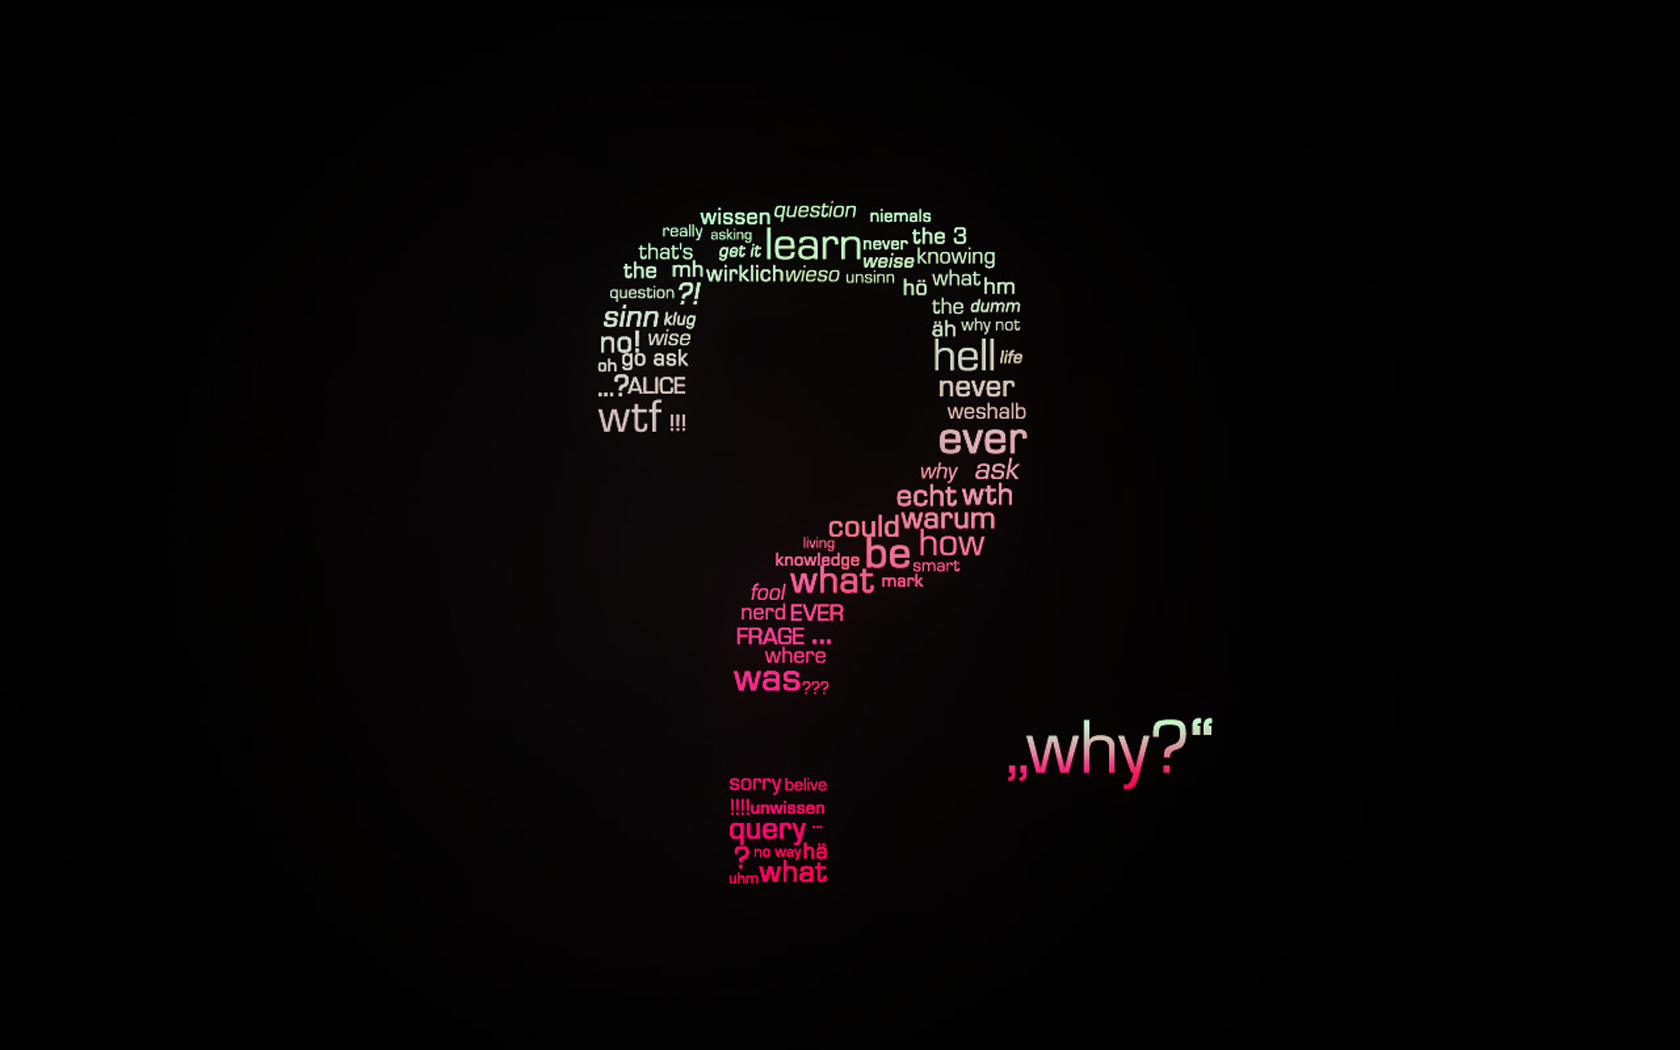 wissen question niemals
really asking get it learn never the 3
that's weise knowing
the mh wirklich wieso unsinn hö what hm
question ?! the dumm
sinn klug äh why not
no! wise hell life
oh go ask never
...?ALICE weshalb
wtf !!! ever
why ask
echt wth
could warum
living be how
knowledge smart
fool what mark
nerd EVER
FRAGE ...
where
was ???
„why?“
sorry belive
!!!!unwissen
query ...
? no way hä
uhm what